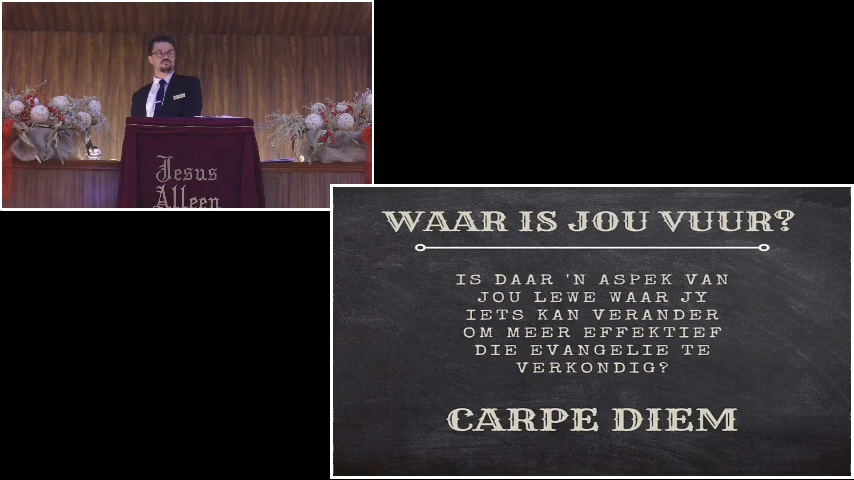 Jesus
Alleen
WAAR IS JOU VUUR?
IS DAAR 'N ASPEK VAN
JOU LEWE WAAR JY
IETS KAN VERANDER
OM MEER EFFEKTIEF
DIE EVANGELIE TE
VERKONDIG?
CARPE DIEM